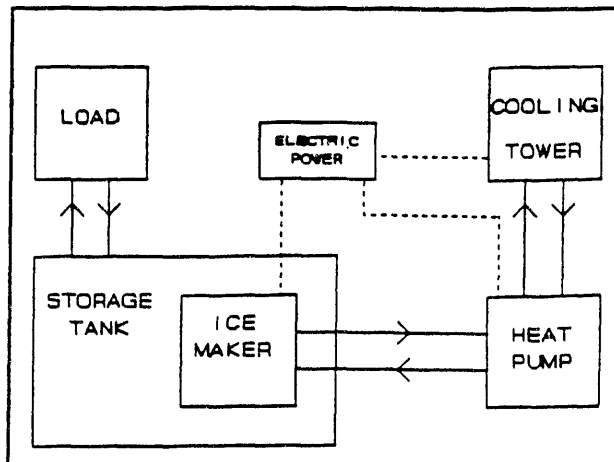 LOAD
ELECTRIC
POWER
COOLING
TOWER
STORAGE
TANK
ICE
MAKER
HEAT
PUMP